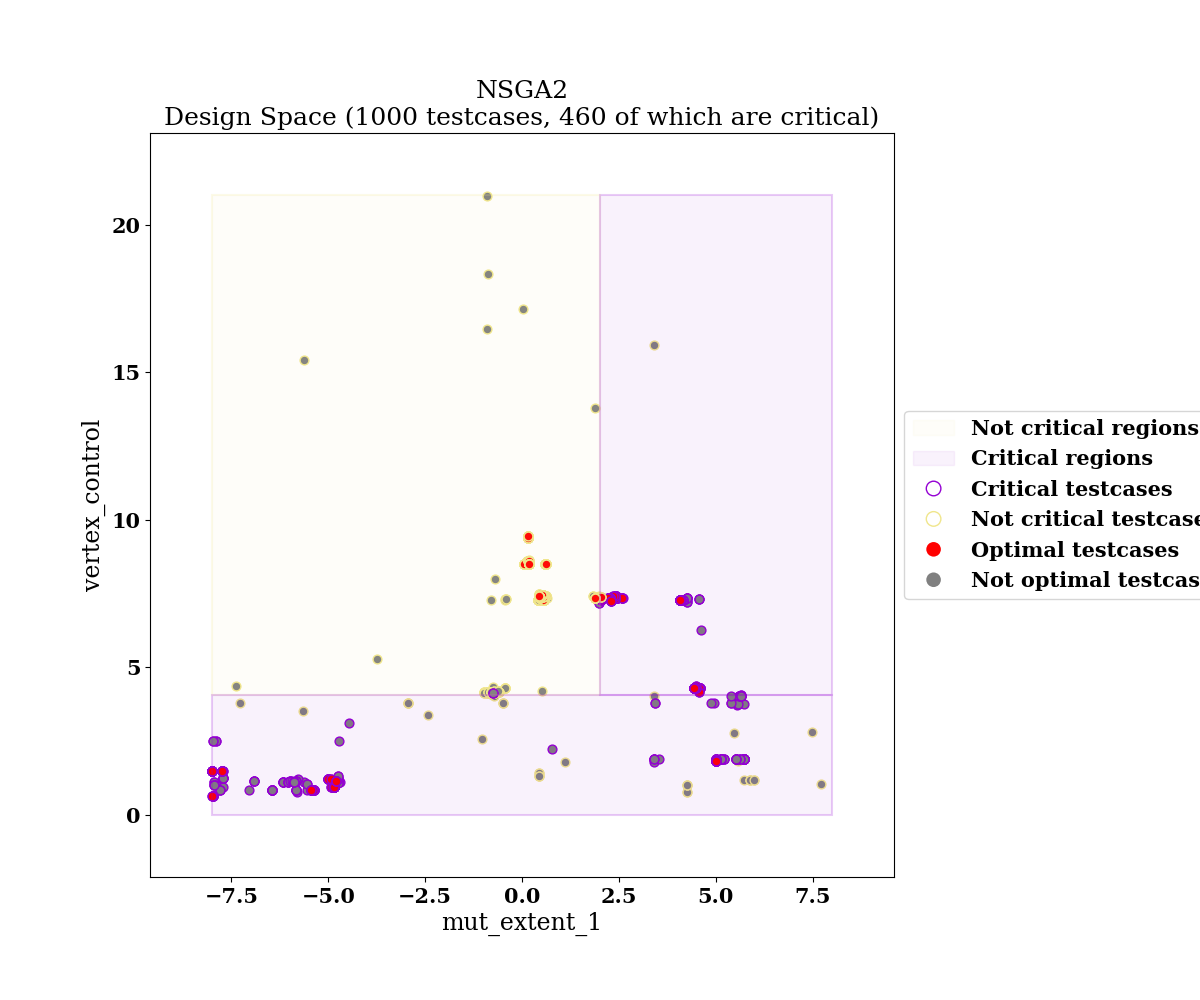 NSGA2
Design Space (1000 testcases, 460 of which are critical)
vertex_control
20
15
10
5
0
−7.5
−5.0
−2.5
0.0
2.5
5.0
7.5
mut_extent_1
Not critical regions
Critical regions
Critical testcases
Not critical testcase
Optimal testcases
Not optimal testcas